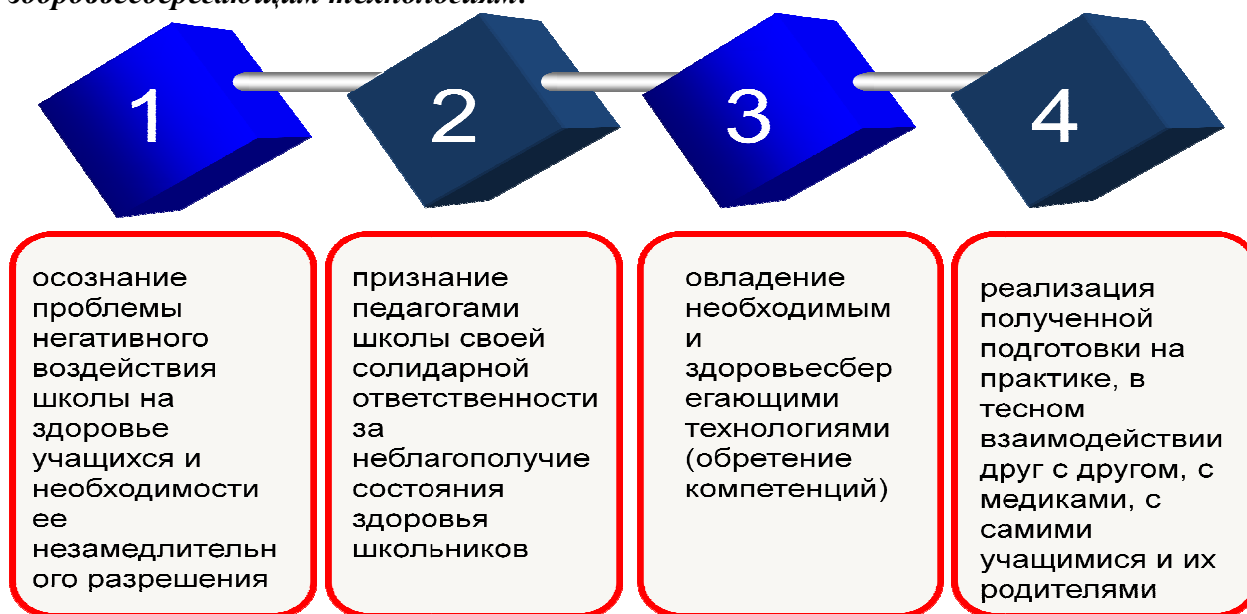 здоровьесберегающим технологиям:
1
2
3
4
осознание
проблемы
негативного
воздействия
школы на
здоровье
учащихся и
необходимости
ее
незамедлительн
ого разрешения
признание
педагогами
школы своей
солидарной
ответственности
за
неблагополучие
состояния
здоровья
школьников
овладение
необходимым
и
здоровьесбер
егающими
технологиями
(обретение
компетенций)
реализация
полученной
подготовки на
практике, в
тесном
взаимодействии
друг с другом, с
медиками, с
самими
учащимися и их
родителями